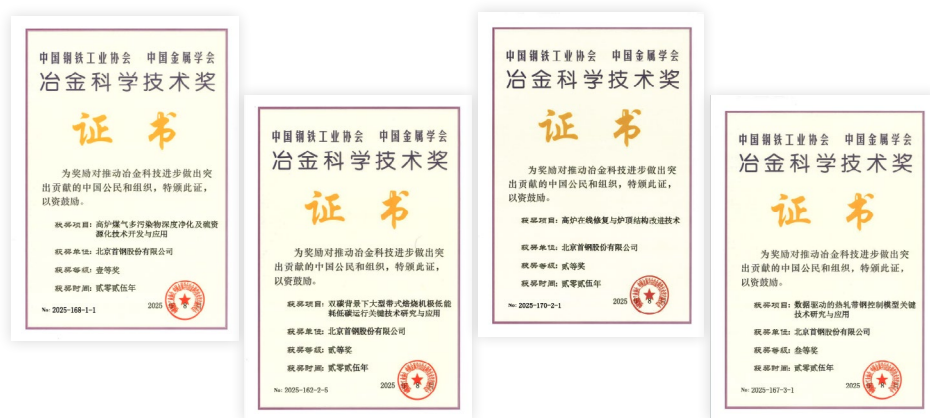 中国钢铁工业协会 中国金属学会
冶金科学技术奖
证书
为奖励对推动冶金科技进步做出突
出贡献的中国公民和组织，特颁此证，
以资鼓励。
获奖项目：高炉煤气多污染物深度净化及硫资
源化技术开发与应用
获奖单位：北京首钢股份有限公司
获奖等级：壹等奖
获奖时间：贰零贰伍年
2025 8
No: 2025-168-1-1
中国钢铁工业协会 中国金属学会
冶金科学技术奖
证书
为奖励对推动冶金科技进步做出突
出贡献的中国公民和组织，特颁此证，
以资鼓励。
获奖项目：双碳背景下大型带式焙烧机极低能
耗低碳运行关键技术研究与应用
获奖单位：北京首钢股份有限公司
获奖等级：贰等奖
获奖时间：贰零贰伍年
2025 8
No: 2025-162-2-5
中国钢铁工业协会 中国金属学会
冶金科学技术奖
证书
为奖励对推动冶金科技进步做出突
出贡献的中国公民和组织，特颁此证，
以资鼓励。
获奖项目：高炉在线修复与炉顶结构改进技术
获奖单位：北京首钢股份有限公司
获奖等级：贰等奖
获奖时间：贰零贰伍年
2025 8
No: 2025-170-2-1
中国钢铁工业协会 中国金属学会
冶金科学技术奖
证书
为奖励对推动冶金科技进步做出突
出贡献的中国公民和组织，特颁此证，
以资鼓励。
获奖项目：数据驱动的热轧带钢控制模型关键
技术研究与应用
获奖单位：北京首钢股份有限公司
获奖等级：叁等奖
获奖时间：贰零贰伍年
2025 8
No: 2025-167-3-1